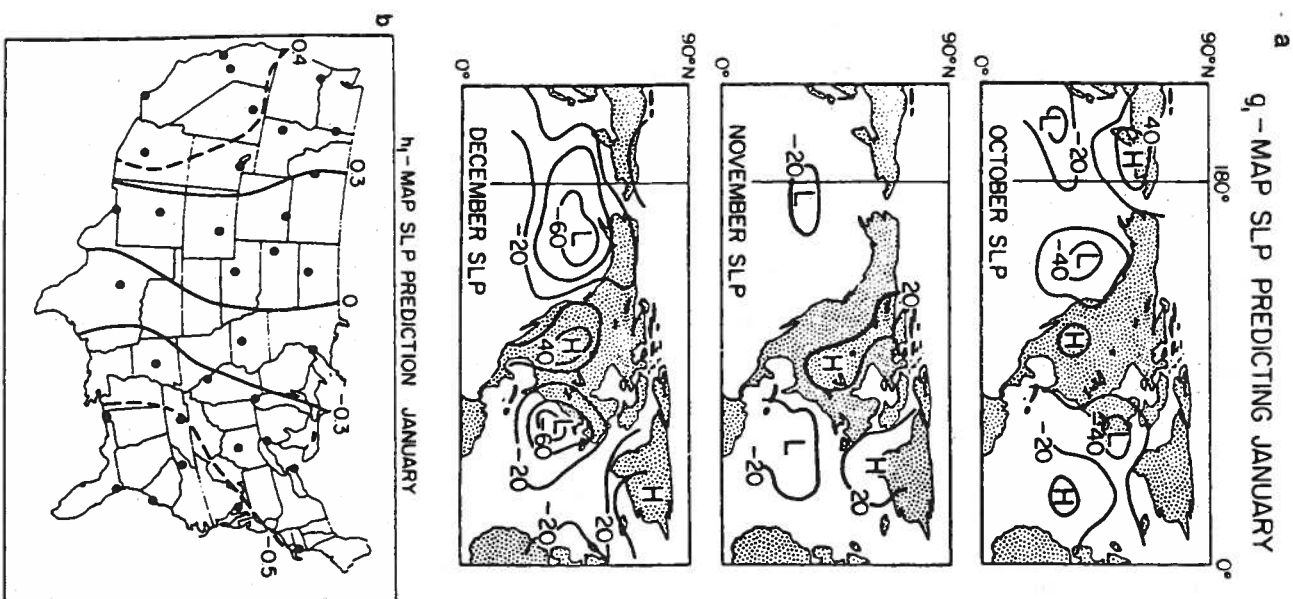 a
g₁–MAP SLP PREDICTING JANUARY
90°N 180° 0°
40 H
-20
L L H
-40
-40 L
-20 H
0° OCTOBER SLP
90°N
20
-20 L
H
H 20
L
-20
0° NOVEMBER SLP
90°N
H
20
L
-60
-20
H
40
L
-60
-20
-20
0° DECEMBER SLP
b
h₁–MAP SLP PREDICTION JANUARY
0.4 0.3 0 -0.3
-0.5